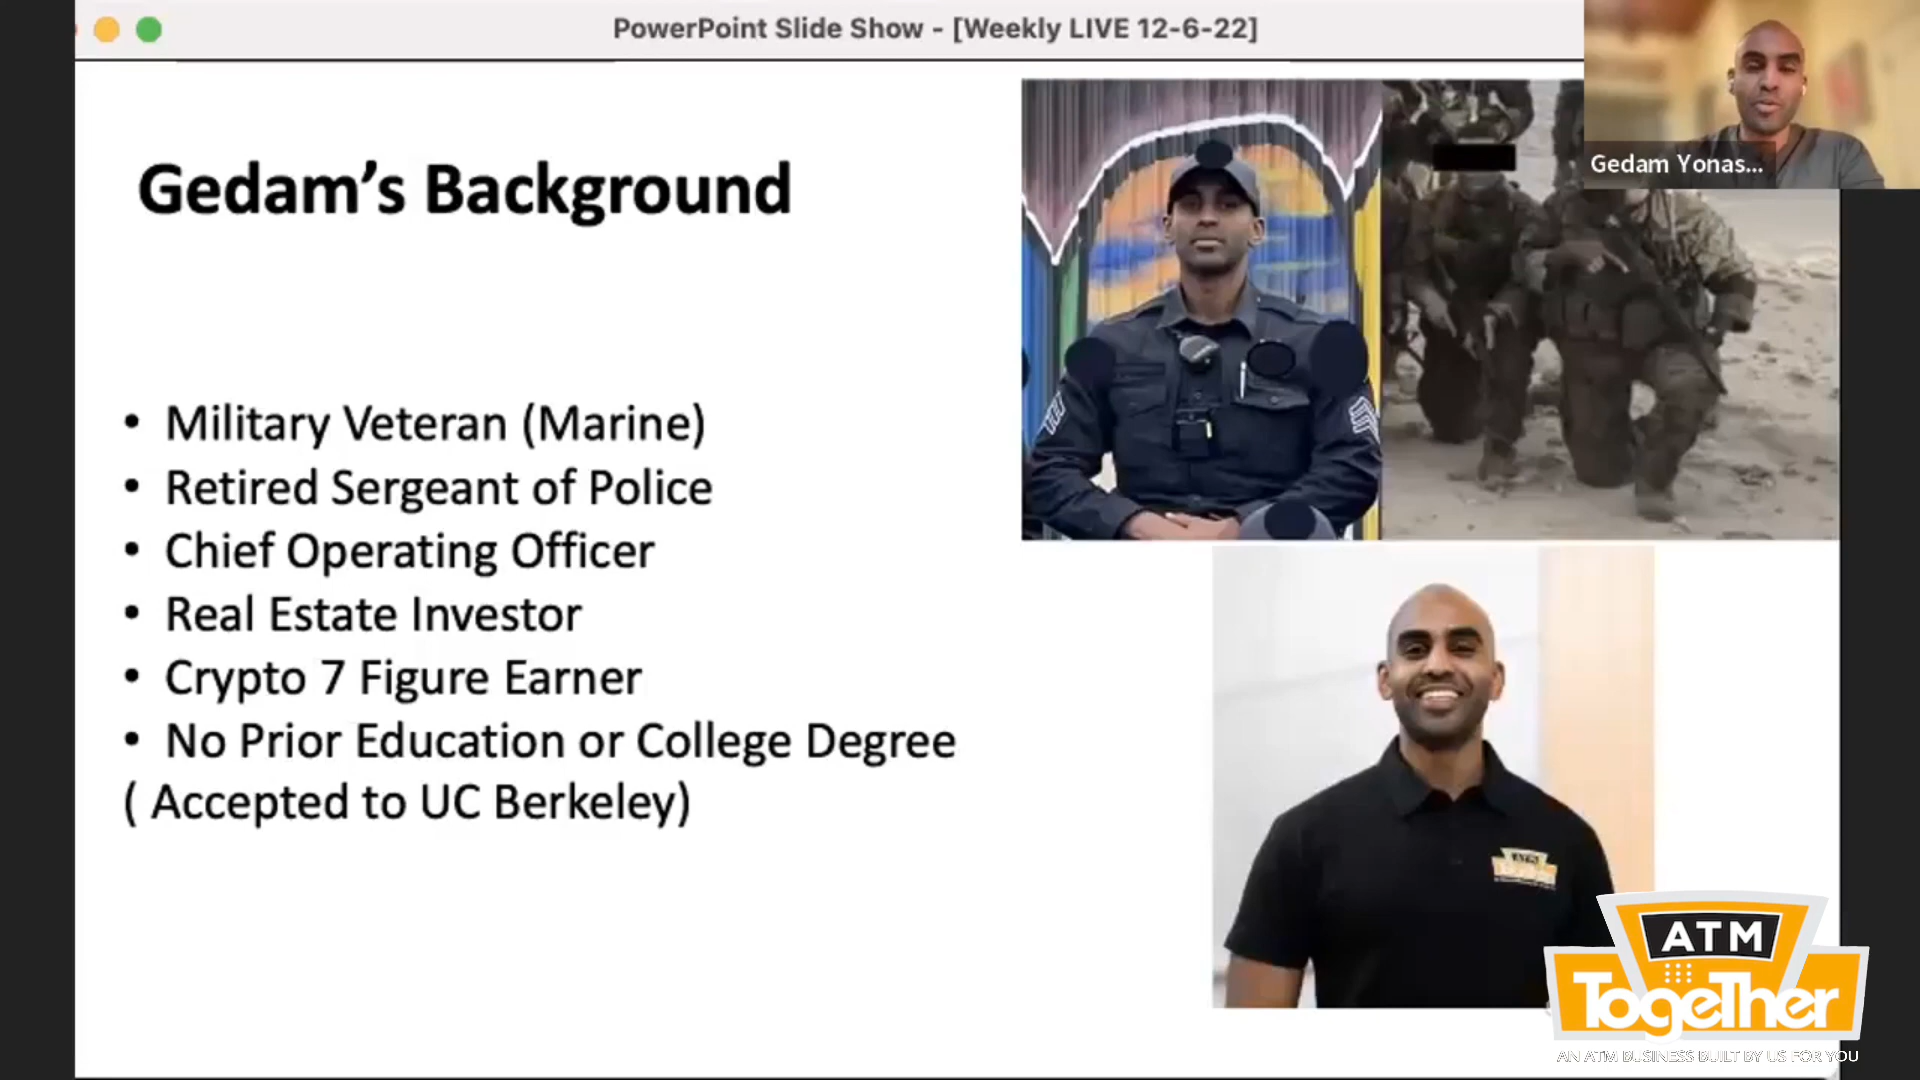 PowerPoint Slide Show - [Weekly LIVE 12-6-22]
Gedam Yonas...
Gedam’s Background
• Military Veteran (Marine)
• Retired Sergeant of Police
• Chief Operating Officer
• Real Estate Investor
• Crypto 7 Figure Earner
• No Prior Education or College Degree
( Accepted to UC Berkeley)
ATM
TogeTher
AN ATM BUSINESS BUILT BY US FOR YOU